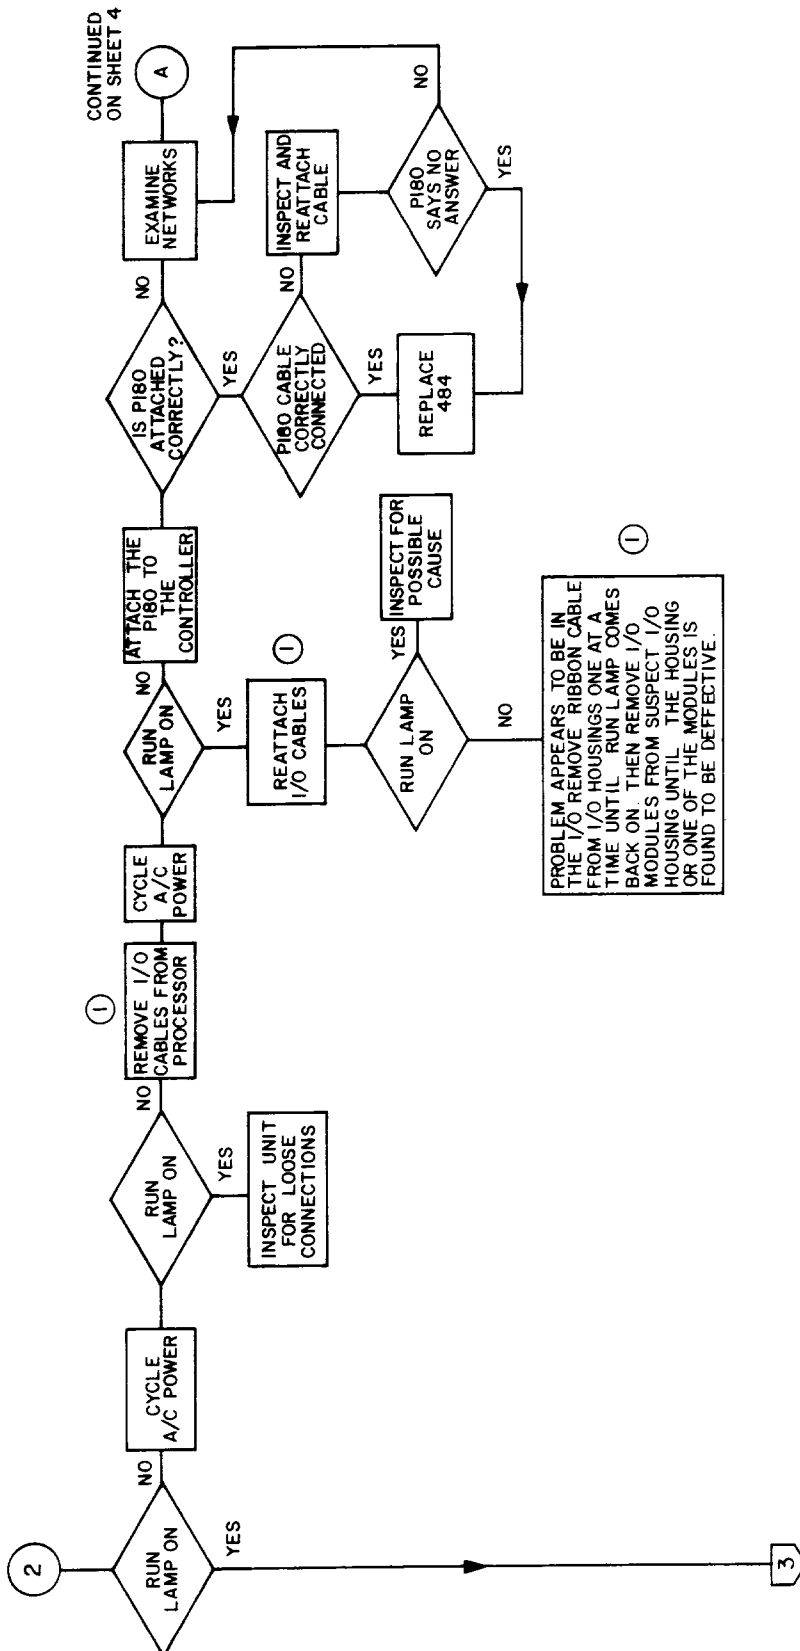 2
RUN
LAMP ON
NO
YES
3
CYCLE
A/C POWER
RUN
LAMP ON
NO
YES
INSPECT UNIT
FOR LOOSE
CONNECTIONS
1
REMOVE I/O
CABLES FROM
PROCESSOR
CYCLE
A/C
POWER
RUN
LAMP ON
NO
YES
REATTACH
I/O CABLES
1
RUN LAMP
ON
YES
INSPECT FOR
POSSIBLE
CAUSE
NO
PROBLEM APPEARS TO BE IN
THE I/O REMOVE RIBBON CABLE
FROM I/O HOUSINGS ONE AT A
TIME UNTIL RUN LAMP COMES
BACK ON. THEN REMOVE I/O
MODULES FROM SUSPECT I/O
HOUSING UNTIL THE HOUSING
OR ONE OF THE MODULES IS
FOUND TO BE DEFFECTIVE.
1
ATTACH THE
P180 TO
THE
CONTROLLER
IS P180
ATTACHED
CORRECTLY?
NO
YES
EXAMINE
NETWORKS
A
CONTINUED
ON SHEET 4
P180 CABLE
CORRECTLY
CONNECTED
NO
YES
INSPECT AND
REATTACH
CABLE
P180
SAYS NO
ANSWER
NO
YES
REPLACE
484